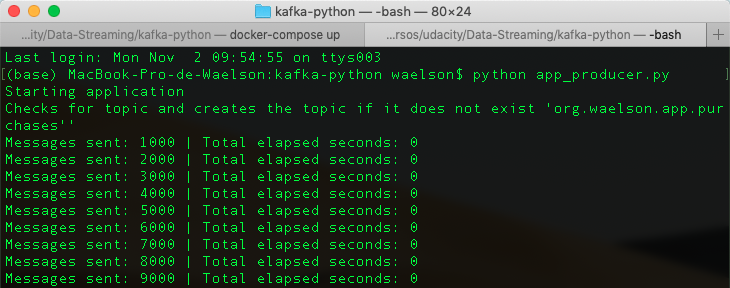 kafka-python — -bash — 80×24
...ity/Data-Streaming/kafka-python — docker-compose up
...rsos/udacity/Data-Streaming/kafka-python — -bash
+
Last login: Mon Nov  2 09:54:55 on ttys003
[(base) MacBook-Pro-de-Waelson:kafka-python waelson$ python app_producer.py ]
Starting application
Checks for topic and creates the topic if it does not exist 'org.waelson.app.pur
chases''
Messages sent: 1000 | Total elapsed seconds: 0
Messages sent: 2000 | Total elapsed seconds: 0
Messages sent: 3000 | Total elapsed seconds: 0
Messages sent: 4000 | Total elapsed seconds: 0
Messages sent: 5000 | Total elapsed seconds: 0
Messages sent: 6000 | Total elapsed seconds: 0
Messages sent: 7000 | Total elapsed seconds: 0
Messages sent: 8000 | Total elapsed seconds: 0
Messages sent: 9000 | Total elapsed seconds: 0